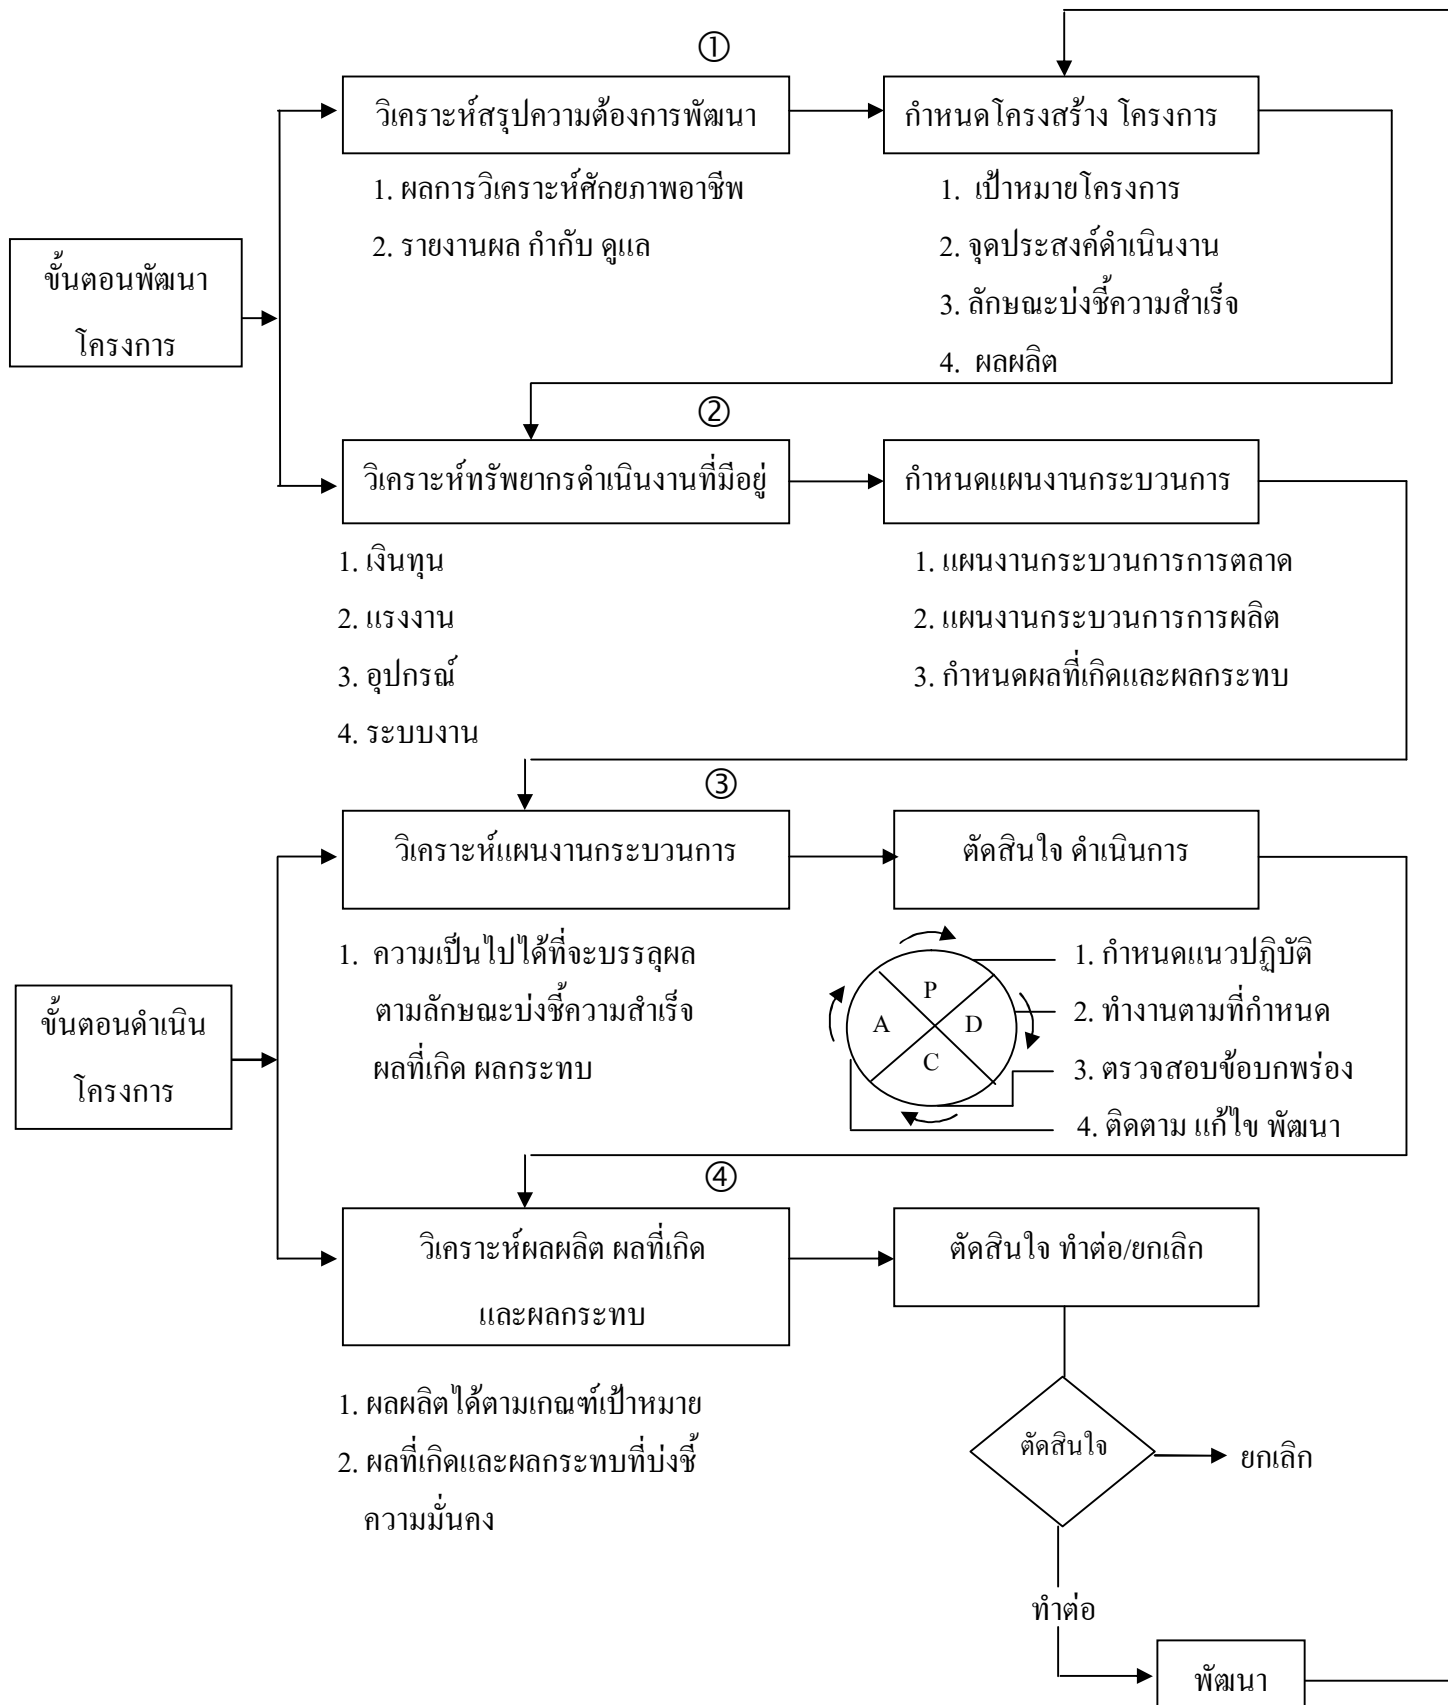 ①
วิเคราะห์สรุปความต้องการพัฒนา
กำหนดโครงสร้าง โครงการ
1. ผลการวิเคราะห์ศักยภาพอาชีพ
2. รายงานผล กำกับ ดูแล
1. เป้าหมายโครงการ
2. จุดประสงค์ดำเนินงาน
3. ลักษณะบ่งชี้ความสำเร็จ
4. ผลผลิต
ขั้นตอนพัฒนา
โครงการ
②
วิเคราะห์ทรัพยากรดำเนินงานที่มีอยู่
กำหนดแผนงานกระบวนการ
1. เงินทุน
2. แรงงาน
3. อุปกรณ์
4. ระบบงาน
1. แผนงานกระบวนการการตลาด
2. แผนงานกระบวนการการผลิต
3. กำหนดผลที่เกิดและผลกระทบ
③
วิเคราะห์แผนงานกระบวนการ
ตัดสินใจ ดำเนินการ
1. ความเป็นไปได้ที่จะบรรลุผล
ตามลักษณะบ่งชี้ความสำเร็จ
ผลที่เกิด ผลกระทบ
P
A
D
C
1. กำหนดแนวปฏิบัติ
2. ทำงานตามที่กำหนด
3. ตรวจสอบข้อบกพร่อง
4. ติดตาม แก้ไข พัฒนา
ขั้นตอนดำเนิน
โครงการ
④
วิเคราะห์ผลผลิต ผลที่เกิด
และผลกระทบ
ตัดสินใจ ทำต่อ/ยกเลิก
1. ผลผลิตได้ตามเกณฑ์เป้าหมาย
2. ผลที่เกิดและผลกระทบที่บ่งชี้
ความมั่นคง
ตัดสินใจ
ยกเลิก
ทำต่อ
พัฒนา